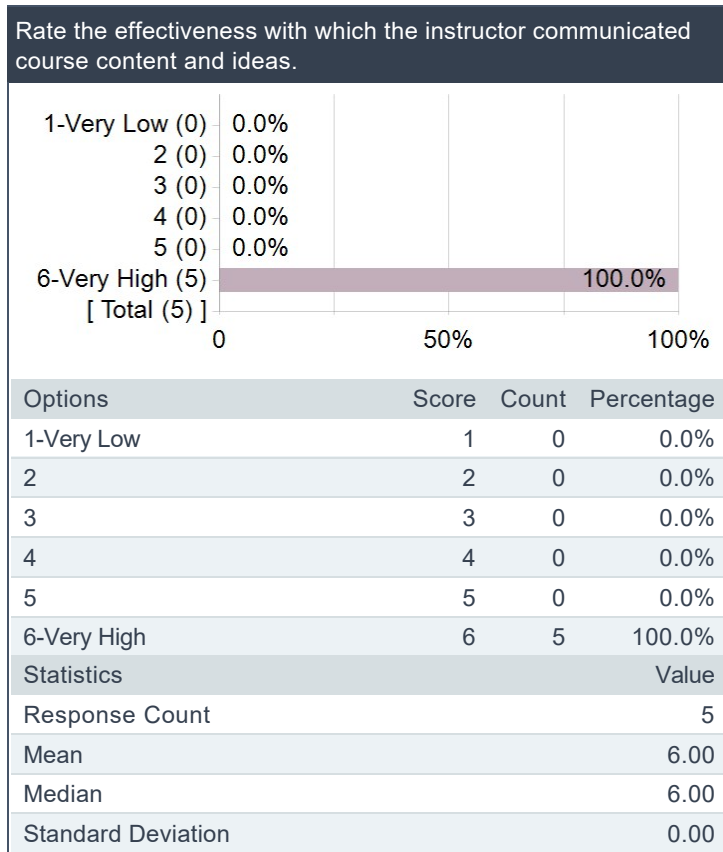 Rate the effectiveness with which the instructor communicated
course content and ideas.
1-Very Low (0) 0.0%
2 (0) 0.0%
3 (0) 0.0%
4 (0) 0.0%
5 (0) 0.0%
6-Very High (5) 100.0%
[ Total (5) ]
0 50% 100%
Options Score Count Percentage
1-Very Low 1 0 0.0%
2 2 0 0.0%
3 3 0 0.0%
4 4 0 0.0%
5 5 0 0.0%
6-Very High 6 5 100.0%
Statistics Value
Response Count 5
Mean 6.00
Median 6.00
Standard Deviation 0.00